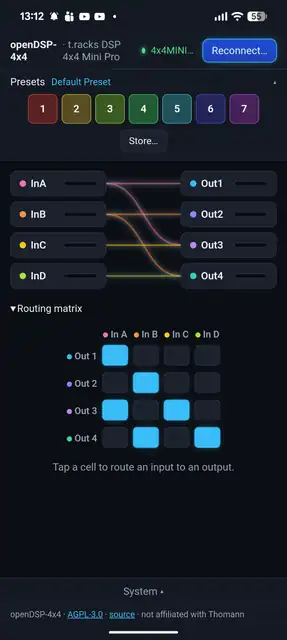 13:12
55
openDSP-4x4
· t.racks DSP 4x4 Mini Pro
4x4MINI…
Reconnect…
Presets Default Preset
1 2 3 4 5 6 7
Store…
InA Out1
InB Out2
InC Out3
InD Out4
▾Routing matrix
In A In B In C In D
Out 1
Out 2
Out 3
Out 4
Tap a cell to route an input to an output.
System
openDSP-4x4 · AGPL-3.0 · source · not affiliated with Thomann